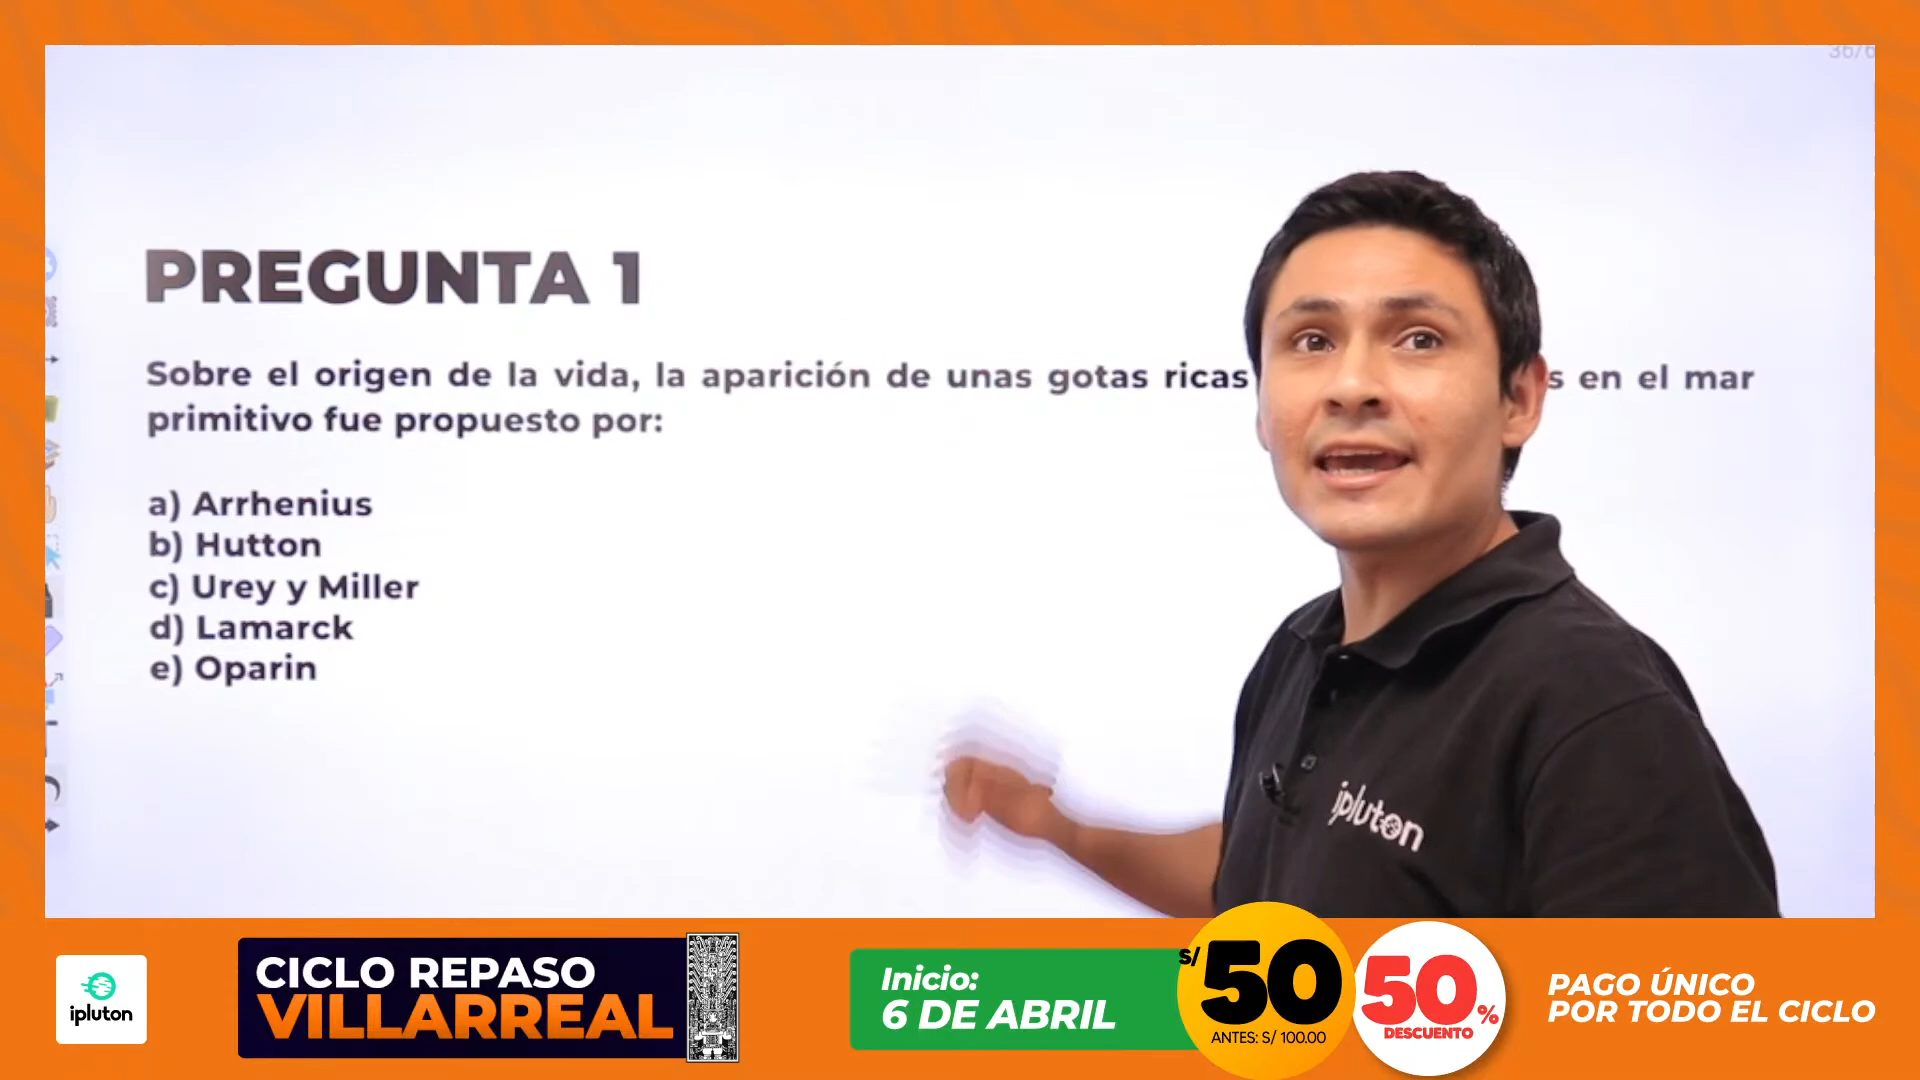 36/6
PREGUNTA 1
Sobre el origen de la vida, la aparición de unas gotas ricas s en el mar
primitivo fue propuesto por:
a) Arrhenius
b) Hutton
c) Urey y Miller
d) Lamarck
e) Oparin
ipluton
ipluton
CICLO REPASO
VILLARREAL
Inicio:
6 DE ABRIL
S/ 50
ANTES: S/ 100.00
50%
DESCUENTO
PAGO ÚNICO
POR TODO EL CICLO